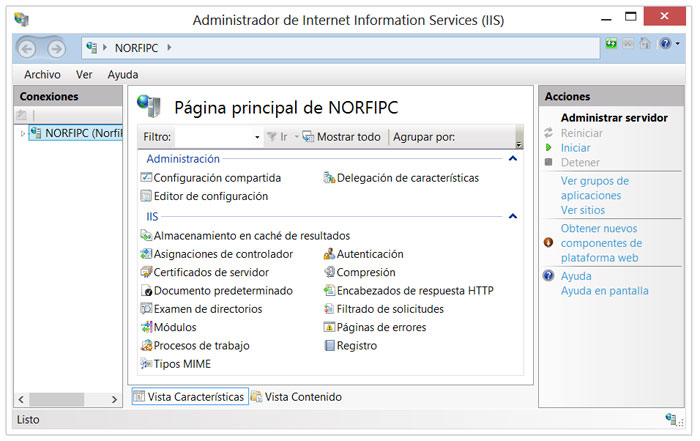 Administrador de Internet Information Services (IIS)
NORFIPC
Archivo Ver Ayuda
Conexiones
NORFIPC (Norfi
Página principal de NORFIPC
Filtro: Ir Mostrar todo Agrupar por:
Administración
Configuración compartida Delegación de características
Editor de configuración
IIS
Almacenamiento en caché de resultados
Asignaciones de controlador Autenticación
Certificados de servidor Compresión
Documento predeterminado Encabezados de respuesta HTTP
Examen de directorios Filtrado de solicitudes
Módulos Páginas de errores
Procesos de trabajo Registro
Tipos MIME
Vista Características Vista Contenido
Acciones
Administrar servidor
Reiniciar
Iniciar
Detener
Ver grupos de
aplicaciones
Ver sitios
Obtener nuevos
componentes de
plataforma web
Ayuda
Ayuda en pantalla
Listo